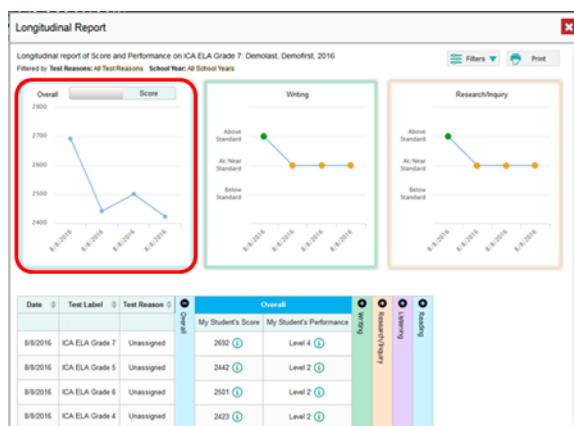 Longitudinal Report
Longitudinal report of Score and Performance on ICA ELA Grade 7: Demolast, Demofirst, 2016
Filtered by Test Reasons: All Test Reasons School Year: All School Years
Filters
Print
Overall
Score
2800
2700
2600
2500
2400
8/8/2016
8/8/2016
8/8/2016
8/8/2016
Writing
Above
Standard
At/Near
Standard
Below
Standard
8/8/2016
8/8/2016
8/8/2016
8/8/2016
Research/Inquiry
Above
Standard
At/Near
Standard
Below
Standard
8/8/2016
8/8/2016
8/8/2016
8/8/2016
Date Test Label Test Reason Overall Overall Writing Research/Inquiry Listening Reading
My Student's Score My Student's Performance
8/8/2016 ICA ELA Grade 7 Unassigned 2692 Level 4
8/8/2016 ICA ELA Grade 5 Unassigned 2442 Level 2
8/8/2016 ICA ELA Grade 6 Unassigned 2501 Level 2
8/8/2016 ICA ELA Grade 4 Unassigned 2423 Level 2